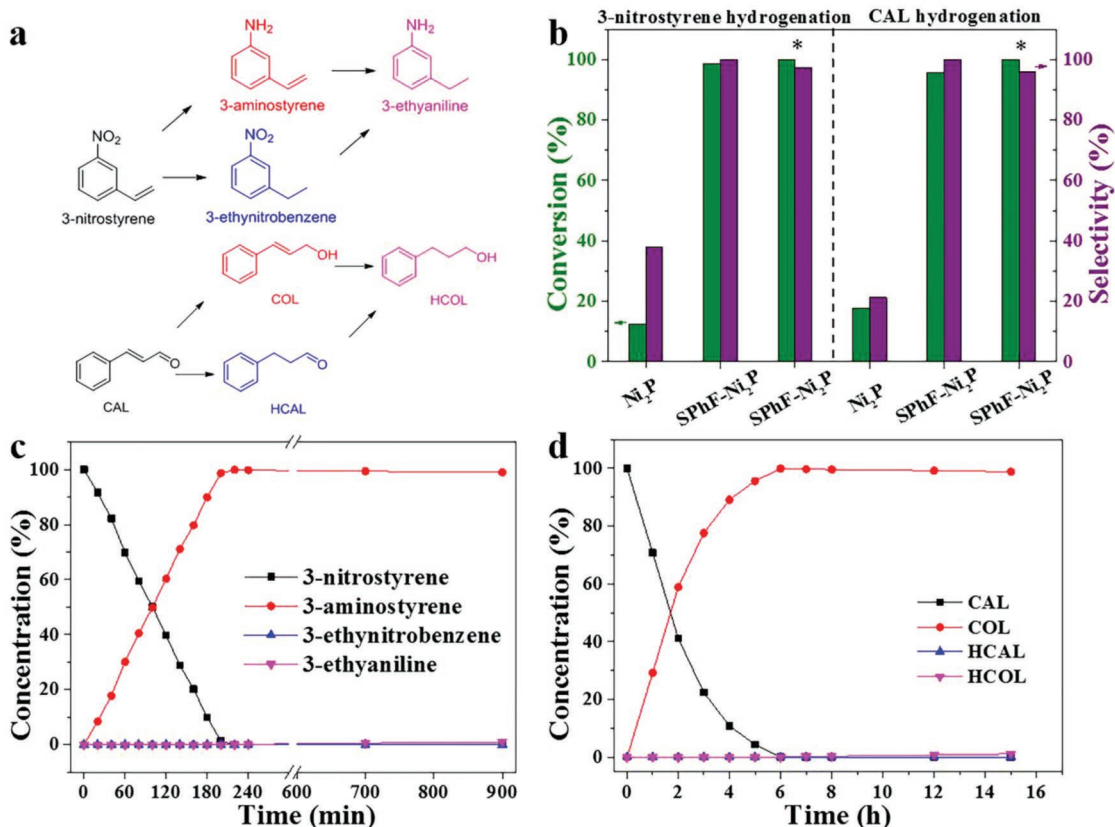 a
NH₂
3-aminostyrene
NH₂
3-ethyaniline
NO₂
3-nitrostyrene
NO₂
3-ethynitrobenzene
OH
COL
OH
HCOL
O
CAL
O
HCAL
b
3-nitrostyrene hydrogenation CAL hydrogenation
* *
Conversion (%)
100
80
60
40
20
0
Selectivity (%)
100
80
60
40
20
0
Ni₂P
SPhF-Ni₂P
SPhF-Ni₂P
Ni₂P
SPhF-Ni₂P
SPhF-Ni₂P
c
Concentration (%)
100
80
60
40
20
0
3-nitrostyrene
3-aminostyrene
3-ethynitrobenzene
3-ethyaniline
0 60 120 180 240 600 700 800 900
Time (min)
d
Concentration (%)
100
80
60
40
20
0
CAL
COL
HCAL
HCOL
0 2 4 6 8 10 12 14 16
Time (h)